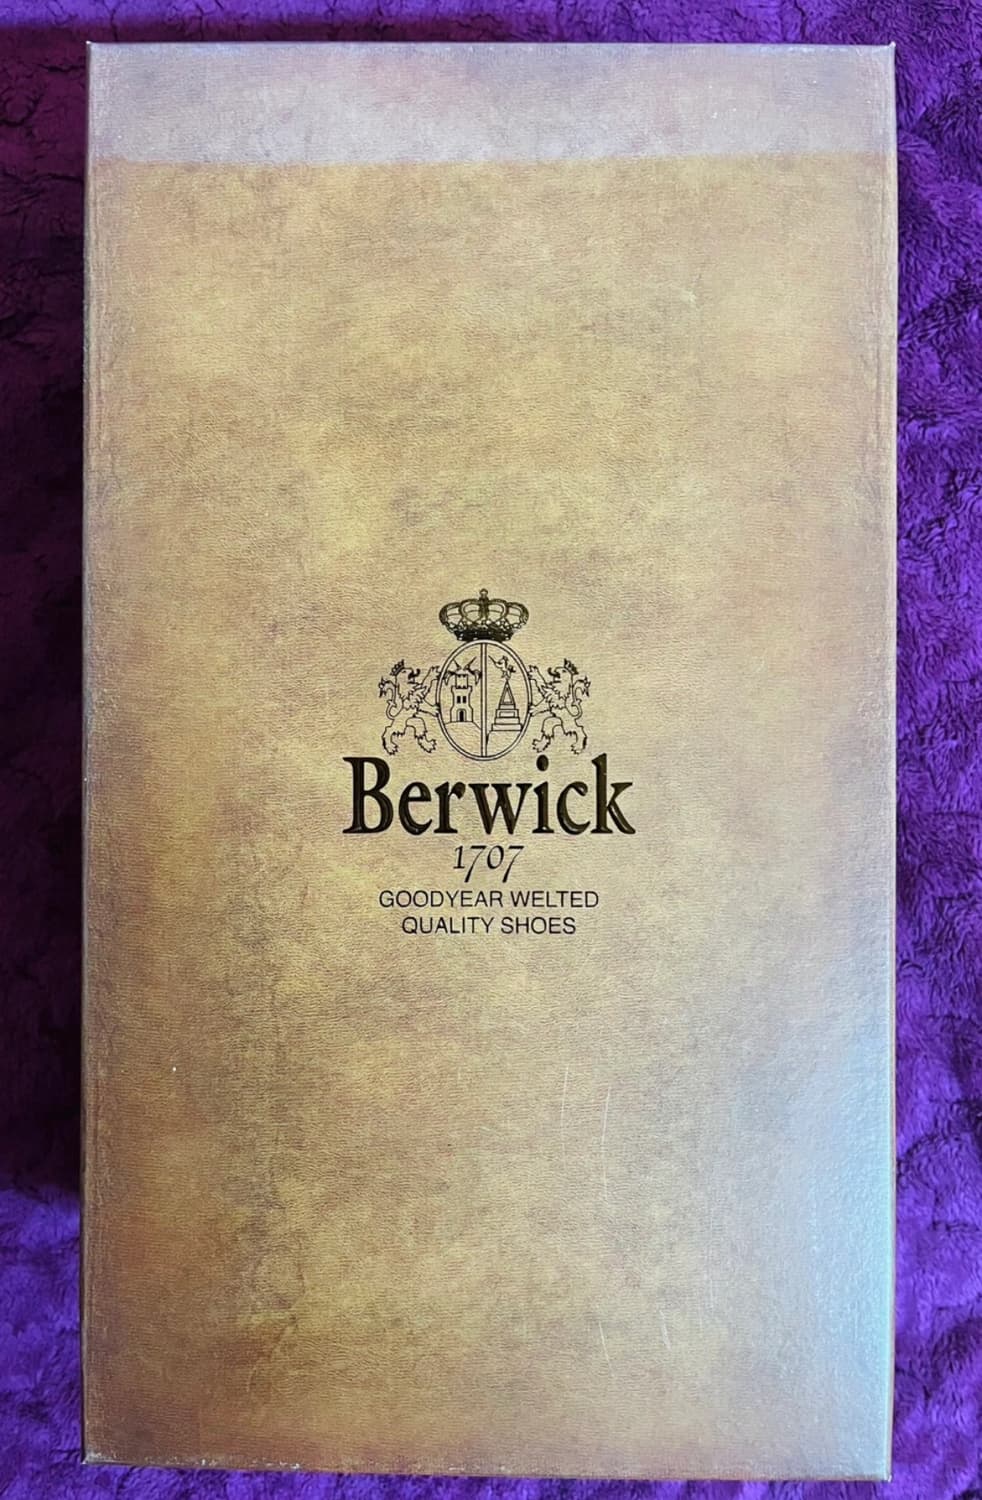 Berwick
1707
GOODYEAR WELTED
QUALITY SHOES